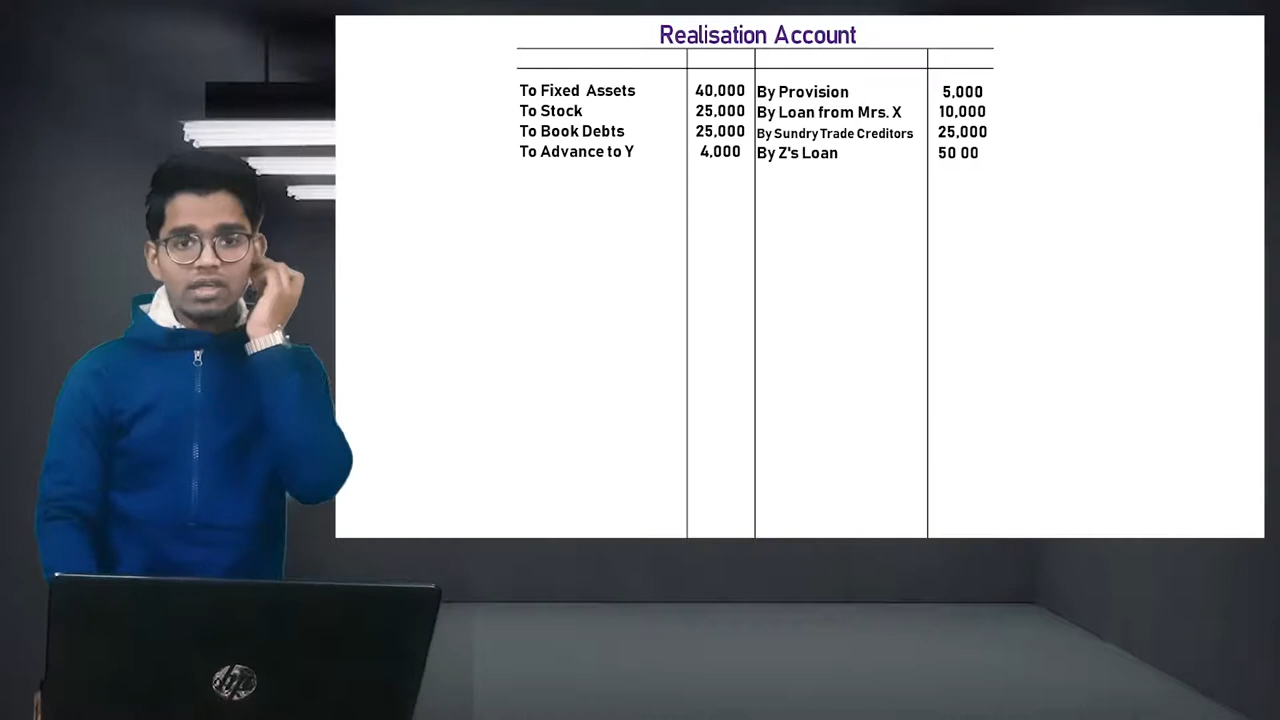 Realisation Account
To Fixed Assets 40,000 By Provision 5,000
To Stock 25,000 By Loan from Mrs. X 10,000
To Book Debts 25,000 By Sundry Trade Creditors 25,000
To Advance to Y 4,000 By Z's Loan 50 00
hp